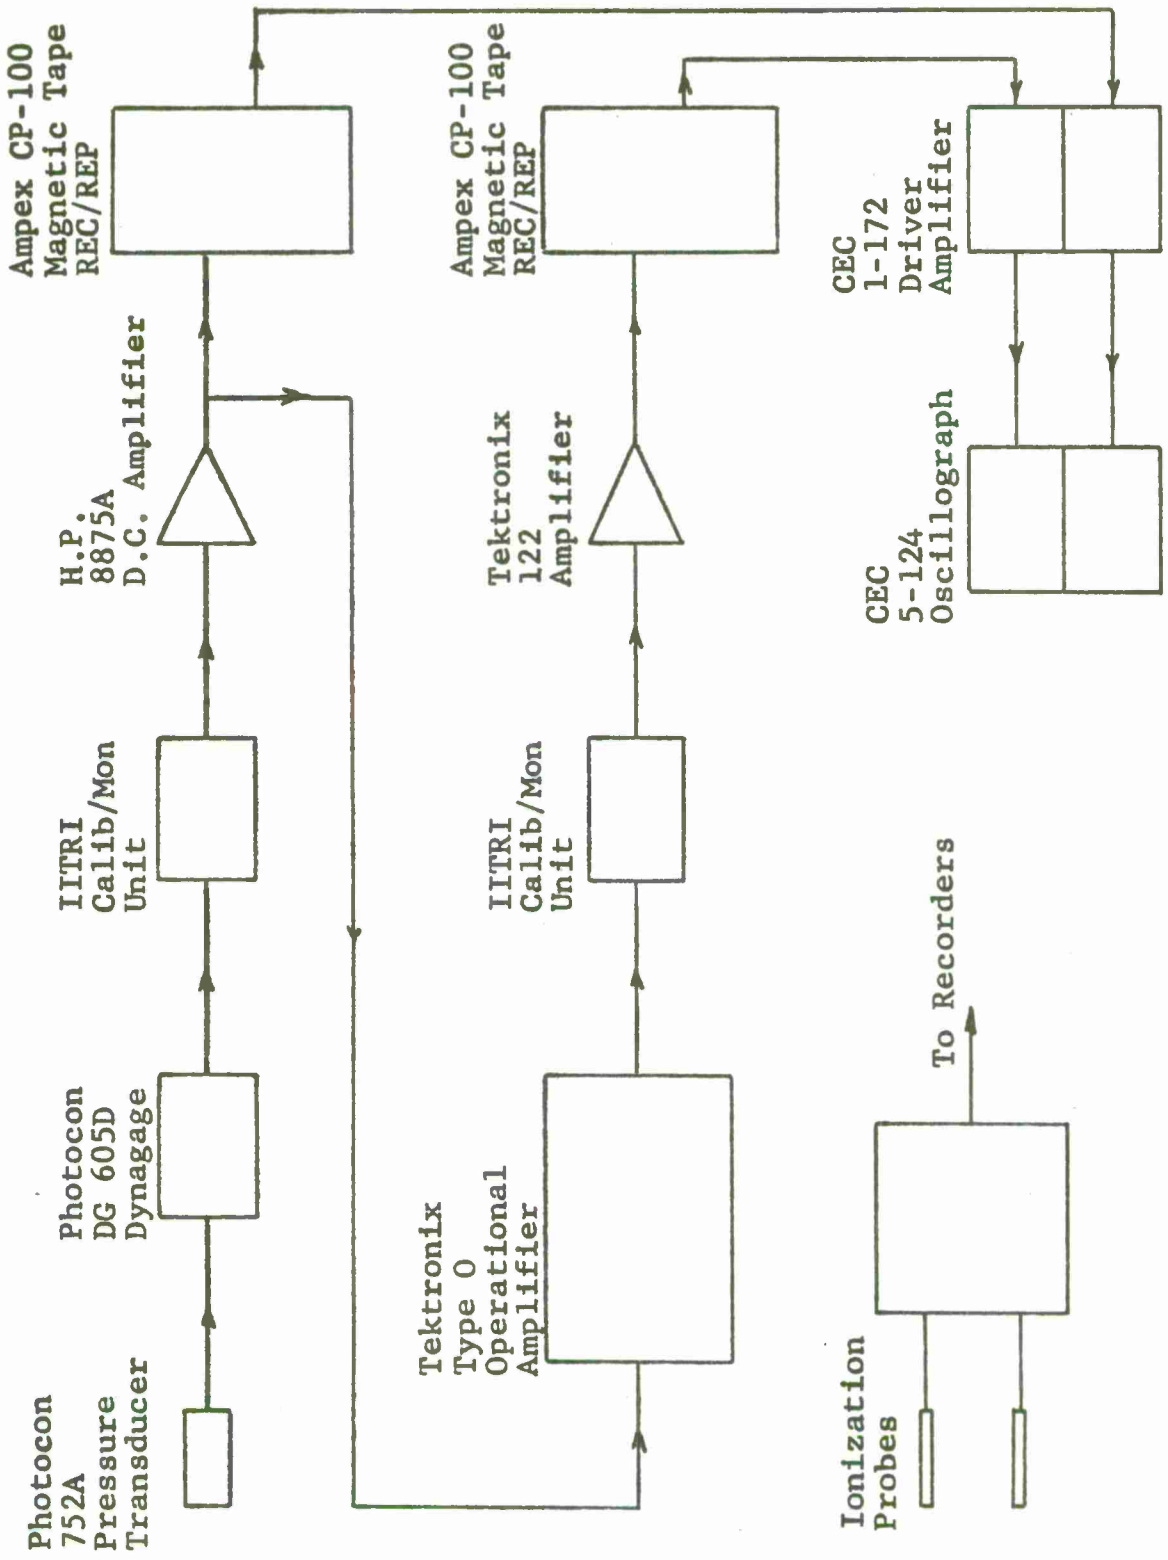 Photocon
752A
Pressure
Transducer
Photocon
DG 605D
Dynagage
IITRI
Calib/Mon
Unit
H.P.
8875A
D.C. Amplifier
Ampex CP-100
Magnetic Tape
REC/REP
Tektronix
Type O
Operational
Amplifier
IITRI
Calib/Mon
Unit
Tektronix
122
Amplifier
Ampex CP-100
Magnetic Tape
REC/REP
Ionization
Probes
To Recorders
CEC
5-124
Oscillograph
CEC
1-172
Driver
Amplifier